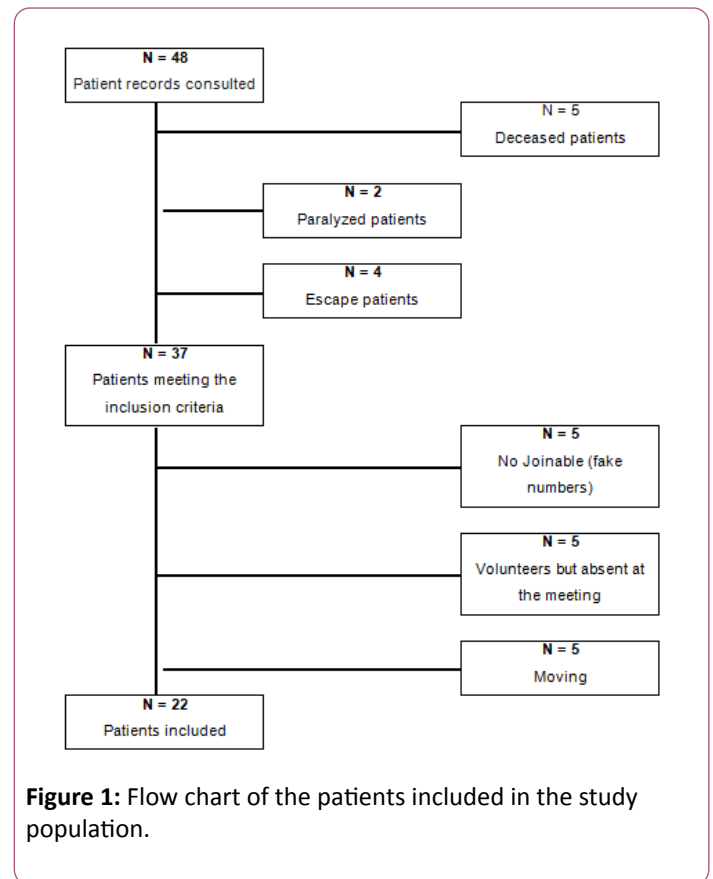 N = 48
Patient records consulted
N = 5
Deceased patients
N = 2
Paralyzed patients
N = 4
Escape patients
N = 37
Patients meeting the
inclusion criteria
N = 5
No Joinable (fake
numbers)
N = 5
Volunteers but absent at
the meeting
N = 5
Moving
N = 22
Patients included
Figure 1: Flow chart of the patients included in the study
population.